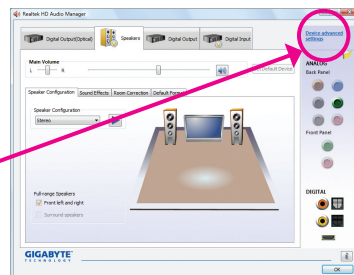 Realtek HD Audio Manager
Digital Output(Optical)
Speakers
Digital Output
Digital Input
Device advanced
settings
Main Volume
L
R
Default Device
ANALOG
Back Panel
Speaker Configuration
Sound Effects
Room Correction
Default Format
Speaker Configuration
Stereo
Front Panel
Full-range Speakers
Front left and right
Surround speakers
DIGITAL
GIGABYTE
TECHNOLOGY
i
OK